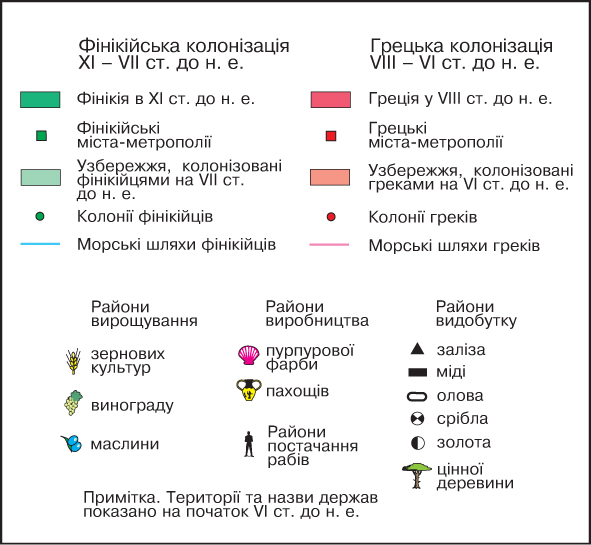 Фінікійська колонізація
XI – VII ст. до н. е.
Фінікія в XI ст. до н. е.
Фінікійські
міста-метрополії
Узбережжя, колонізовані
фінікійцями на VII ст.
до н. е.
Колонії фінікійців
Морські шляхи фінікійців
Грецька колонізація
VIII – VI ст. до н. е.
Греція у VIII ст. до н. е.
Грецькі
міста-метрополії
Узбережжя, колонізовані
греками на VI ст. до н. е.
Колонії греків
Морські шляхи греків
Райони
вирощування
зернових
культур
винограду
маслини
Райони
виробництва
пурпурової
фарби
пахощів
Райони
постачання
рабів
Райони
видобутку
заліза
міді
олова
срібла
золота
цінної
деревини
Примітка. Території та назви держав
показано на початок VI ст. до н. е.